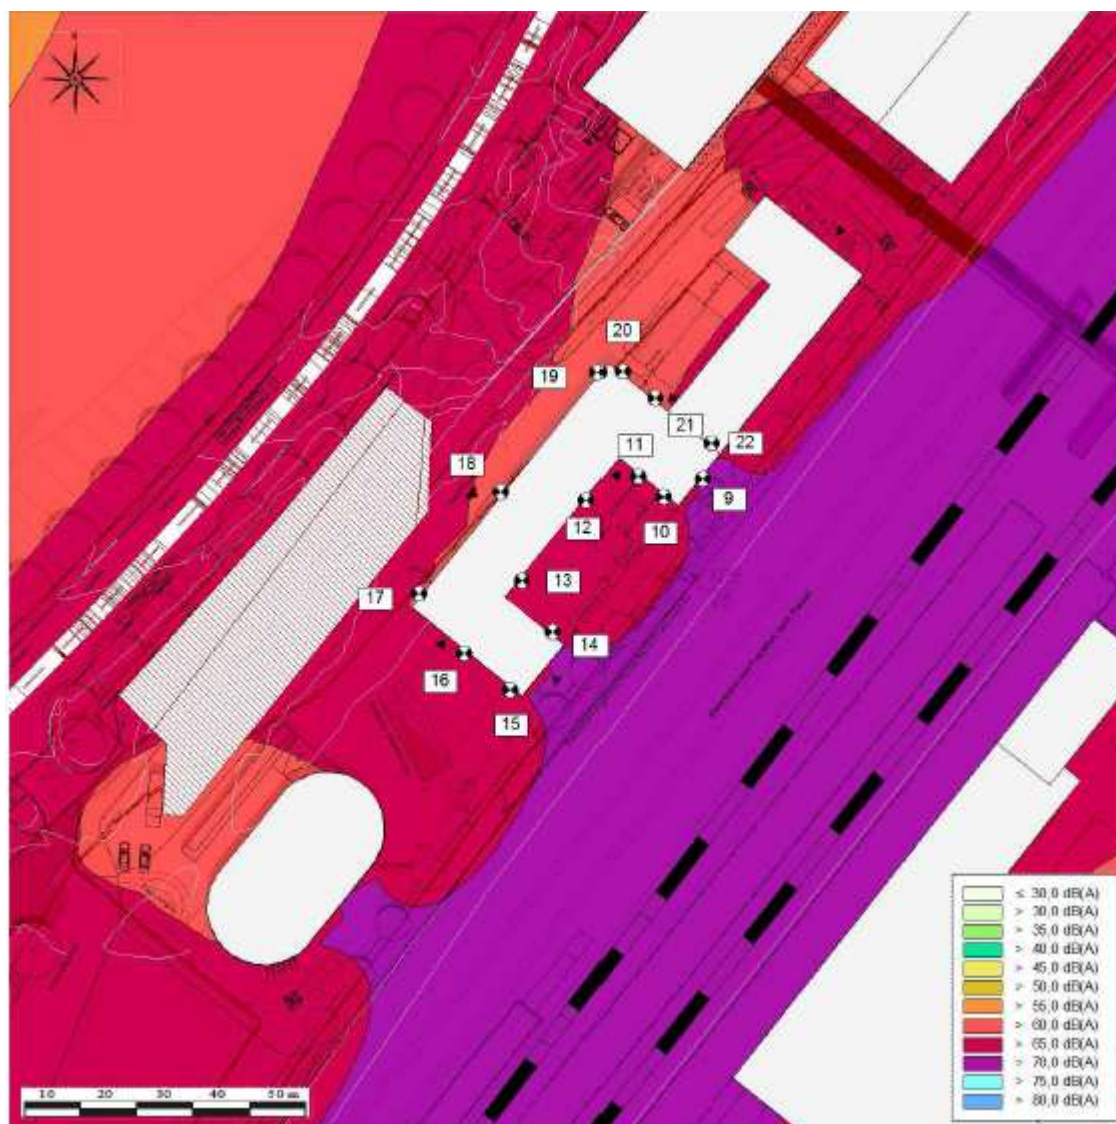 20
19
21
22
11
18
9
12
10
13
17
14
16
15
≤ 30,0 dB(A)
> 30,0 dB(A)
> 35,0 dB(A)
> 40,0 dB(A)
> 45,0 dB(A)
> 50,0 dB(A)
> 55,0 dB(A)
> 60,0 dB(A)
> 65,0 dB(A)
> 70,0 dB(A)
> 75,0 dB(A)
> 80,0 dB(A)
10 20 30 40 50 m